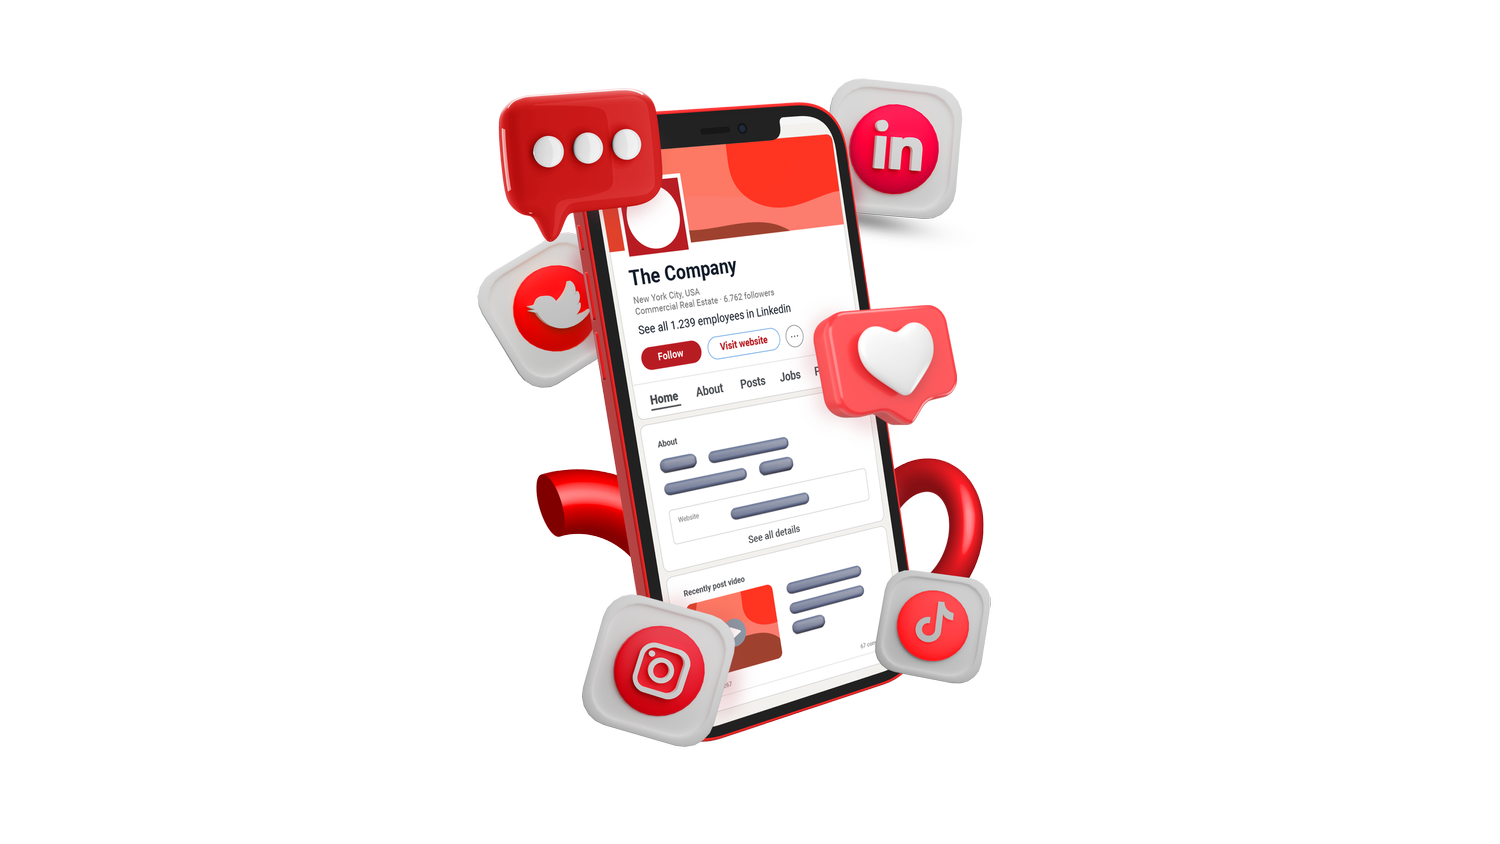 in
The Company
New York City, USA
Commercial Real Estate · 6.762 followers
See all 1.239 employees in Linkedin
Follow
Visit website
Home
About
Posts
Jobs
About
Website
See all details
Recently post video